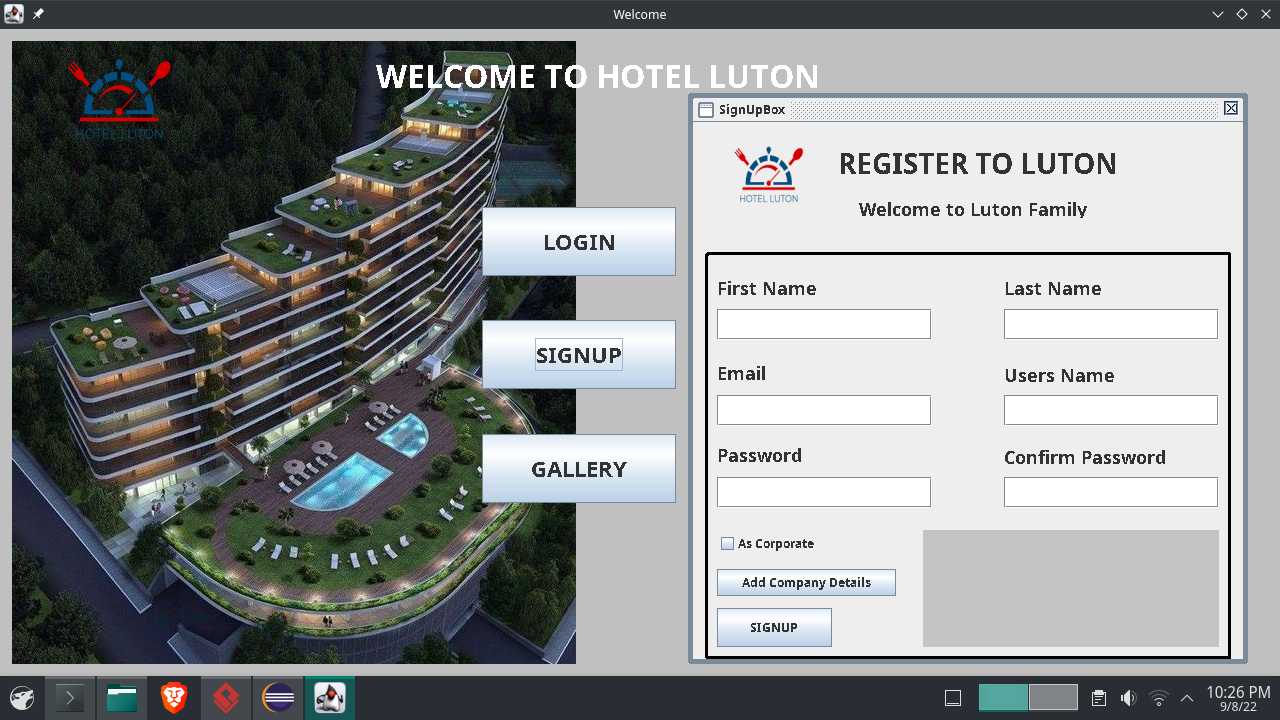 Welcome
WELCOME TO HOTEL LUTON
HOTEL LUTON
LOGIN
SIGNUP
GALLERY
SignUpBox
HOTEL LUTON
REGISTER TO LUTON
Welcome to Luton Family
First Name
Last Name
Email
Users Name
Password
Confirm Password
As Corporate
Add Company Details
SIGNUP
10:26 PM
9/8/22